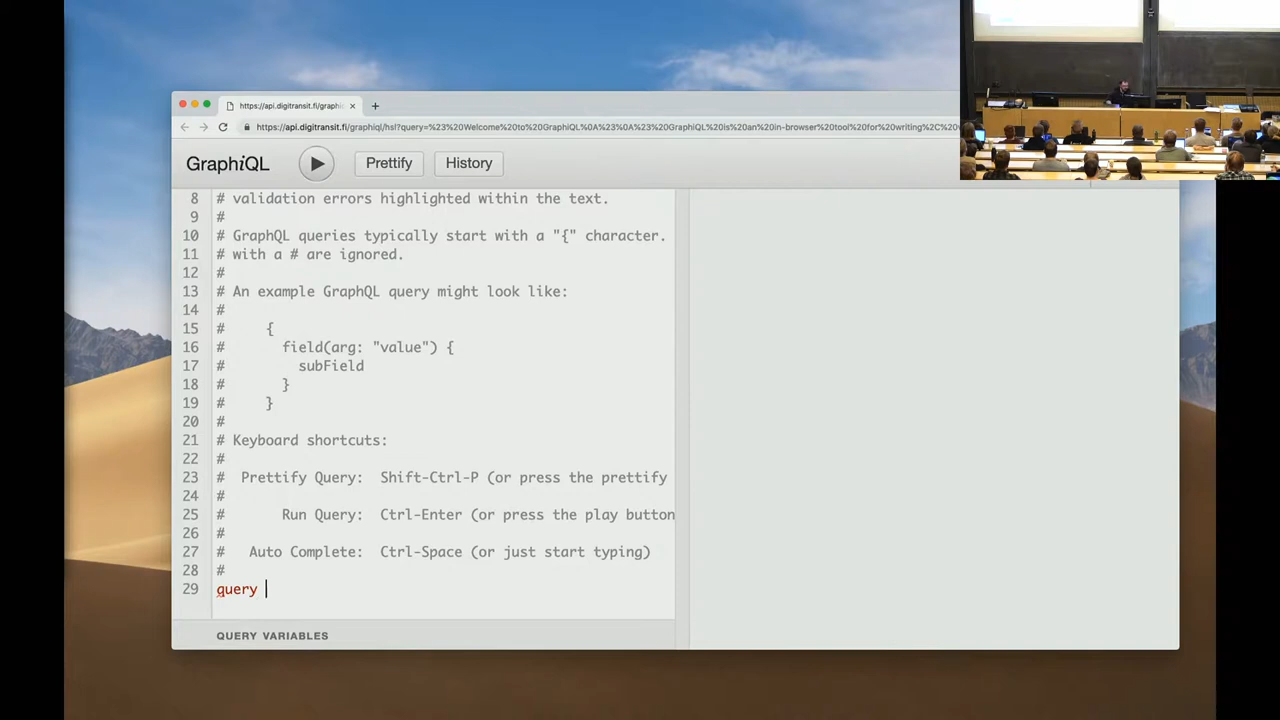 https://api.digitransit.fi/graphi
https://api.digitransit.fi/graphiql/hsl?query=%23%20Welcome%20to%20GraphiQL%0A%23%0A%23%20GraphiQL%20is%20an%20in-browser%20tool%20for%20writing%2C%20
GraphiQL
Prettify
History
8 # validation errors highlighted within the text.
9 #
10 # GraphQL queries typically start with a "{" character.
11 # with a # are ignored.
12 #
13 # An example GraphQL query might look like:
14 #
15 # {
16 # field(arg: "value") {
17 # subField
18 # }
19 # }
20 #
21 # Keyboard shortcuts:
22 #
23 # Prettify Query: Shift-Ctrl-P (or press the prettify
24 #
25 # Run Query: Ctrl-Enter (or press the play button
26 #
27 # Auto Complete: Ctrl-Space (or just start typing)
28 #
29 query
QUERY VARIABLES